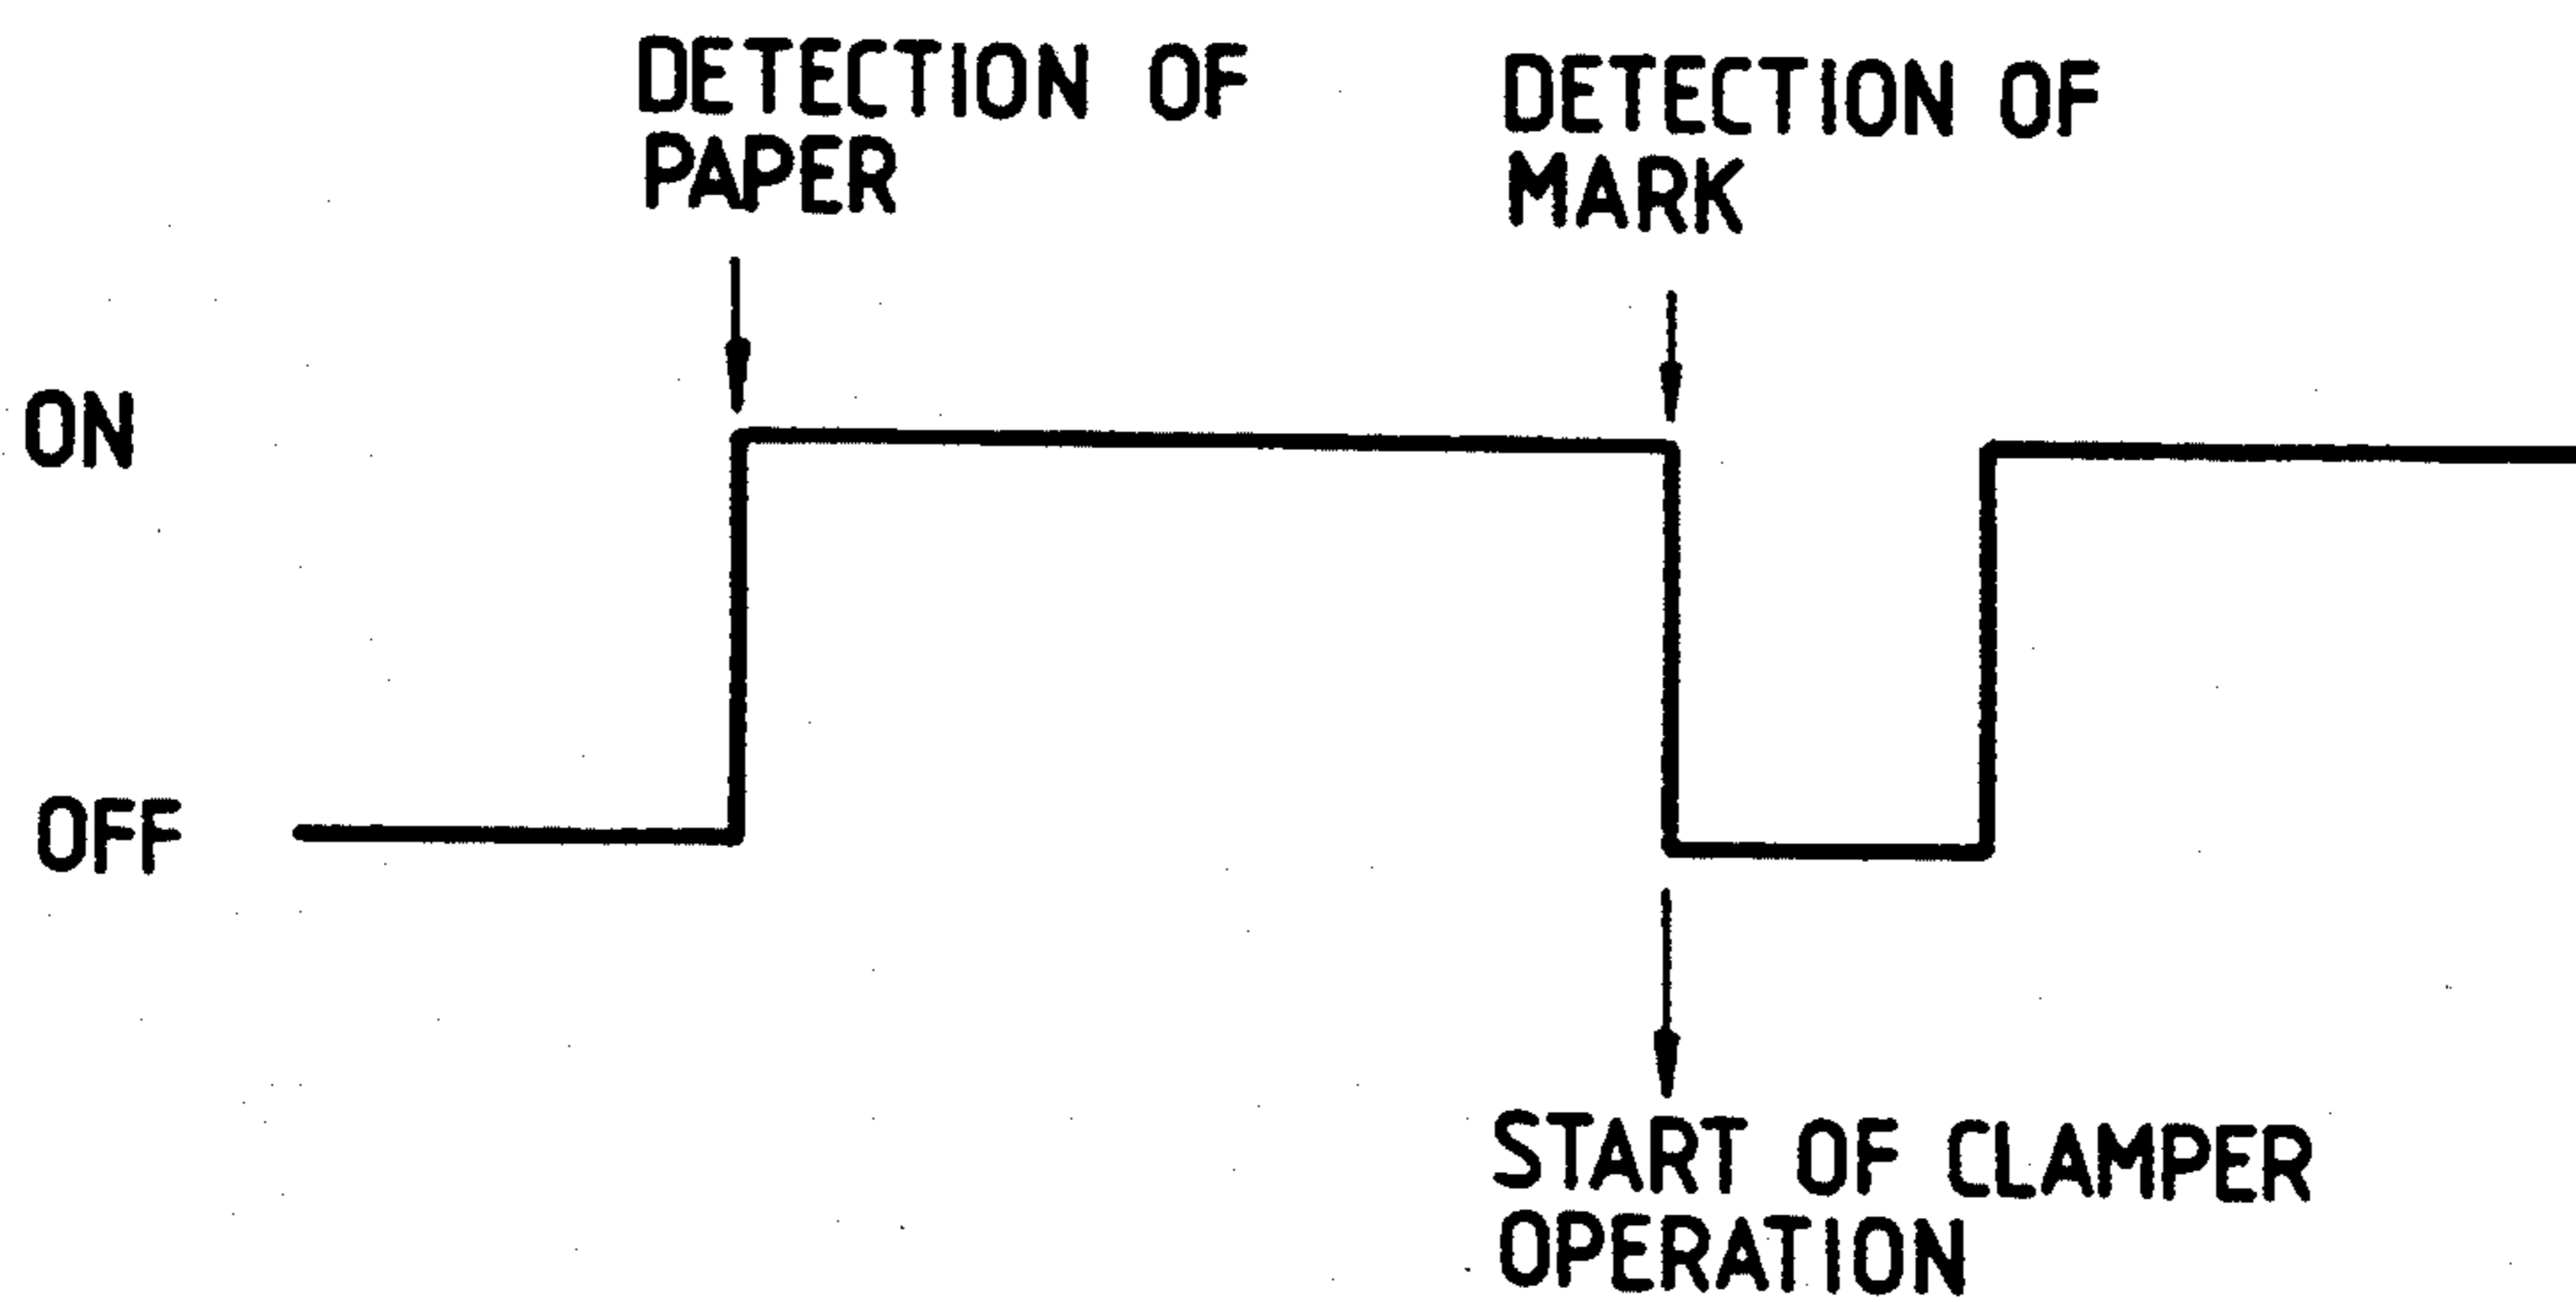 DETECTION OF
PAPER
DETECTION OF
MARK
ON
OFF
START OF CLAMPER
OPERATION